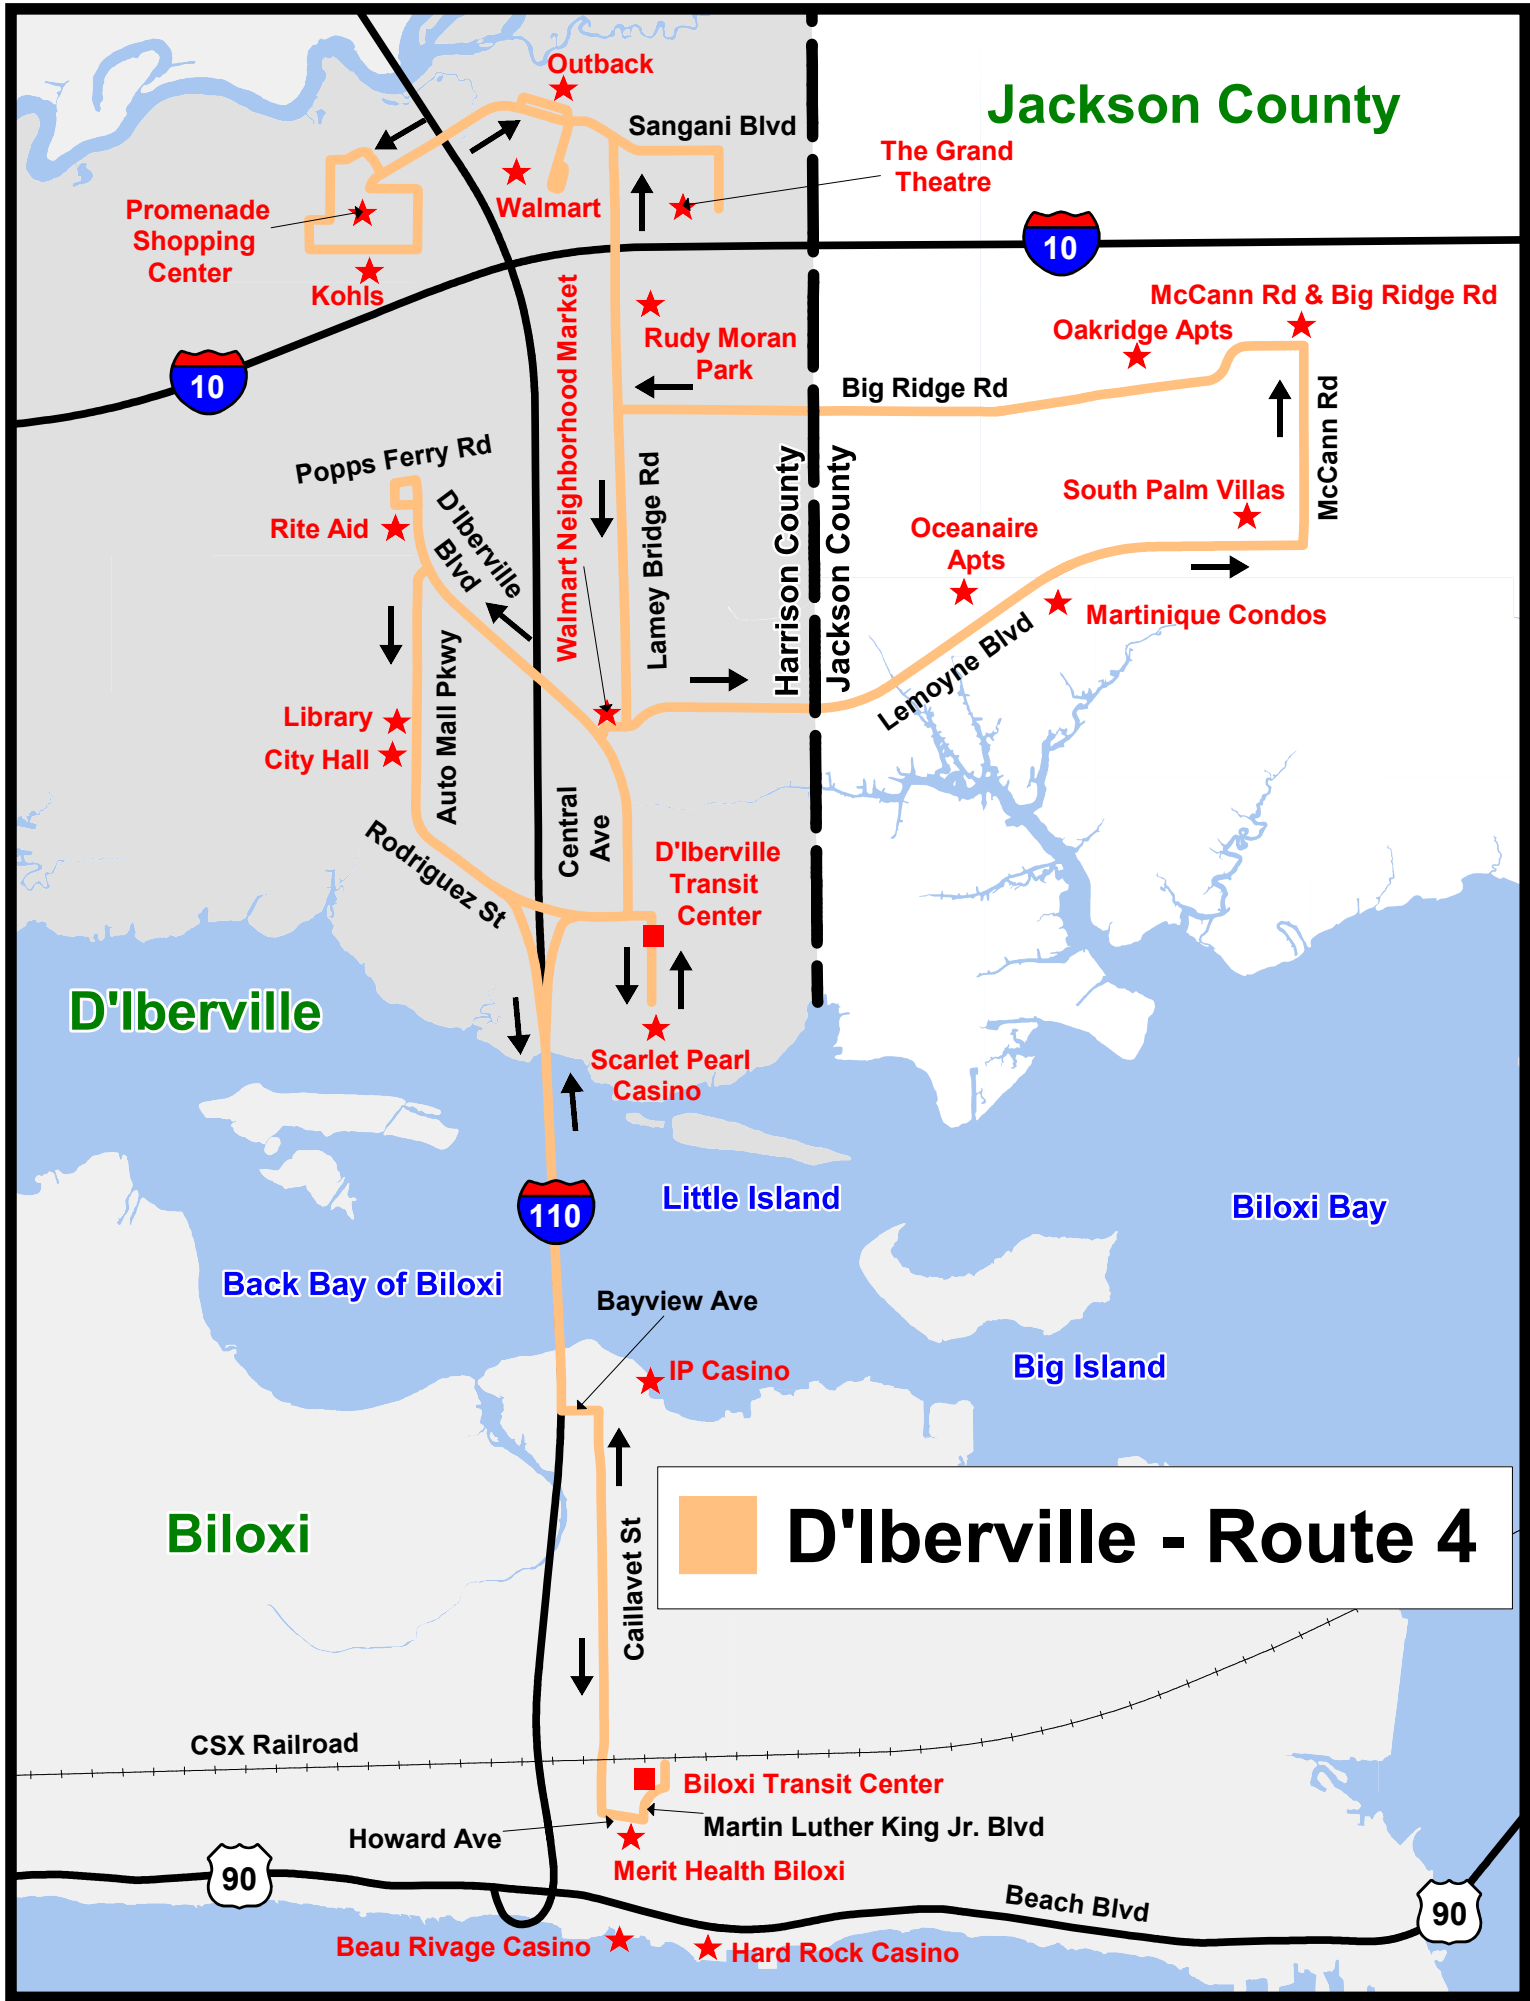 Outback
Jackson County
Sangani Blvd
The Grand
Theatre
Walmart
Promenade
Shopping
Center
10
Kohls
McCann Rd & Big Ridge Rd
Oakridge Apts
Rudy Moran
Park
10
Big Ridge Rd
Walmart Neighborhood Market
McCann Rd
Popps Ferry Rd
D'Iberville
Blvd
Lamey Bridge Rd
Harrison County
Jackson County
South Palm Villas
Rite Aid
Oceanaire
Apts
Martinique Condos
Lemoyne Blvd
Auto Mall Pkwy
Library
City Hall
Central
Ave
Rodriguez St
D'Iberville
Transit
Center
D'Iberville
Scarlet Pearl
Casino
Little Island
Biloxi Bay
110
Back Bay of Biloxi
Bayview Ave
IP Casino
Big Island
Biloxi
D'Iberville - Route 4
Caillavet St
CSX Railroad
Biloxi Transit Center
Martin Luther King Jr. Blvd
Howard Ave
Merit Health Biloxi
90
Beach Blvd
90
Beau Rivage Casino
Hard Rock Casino